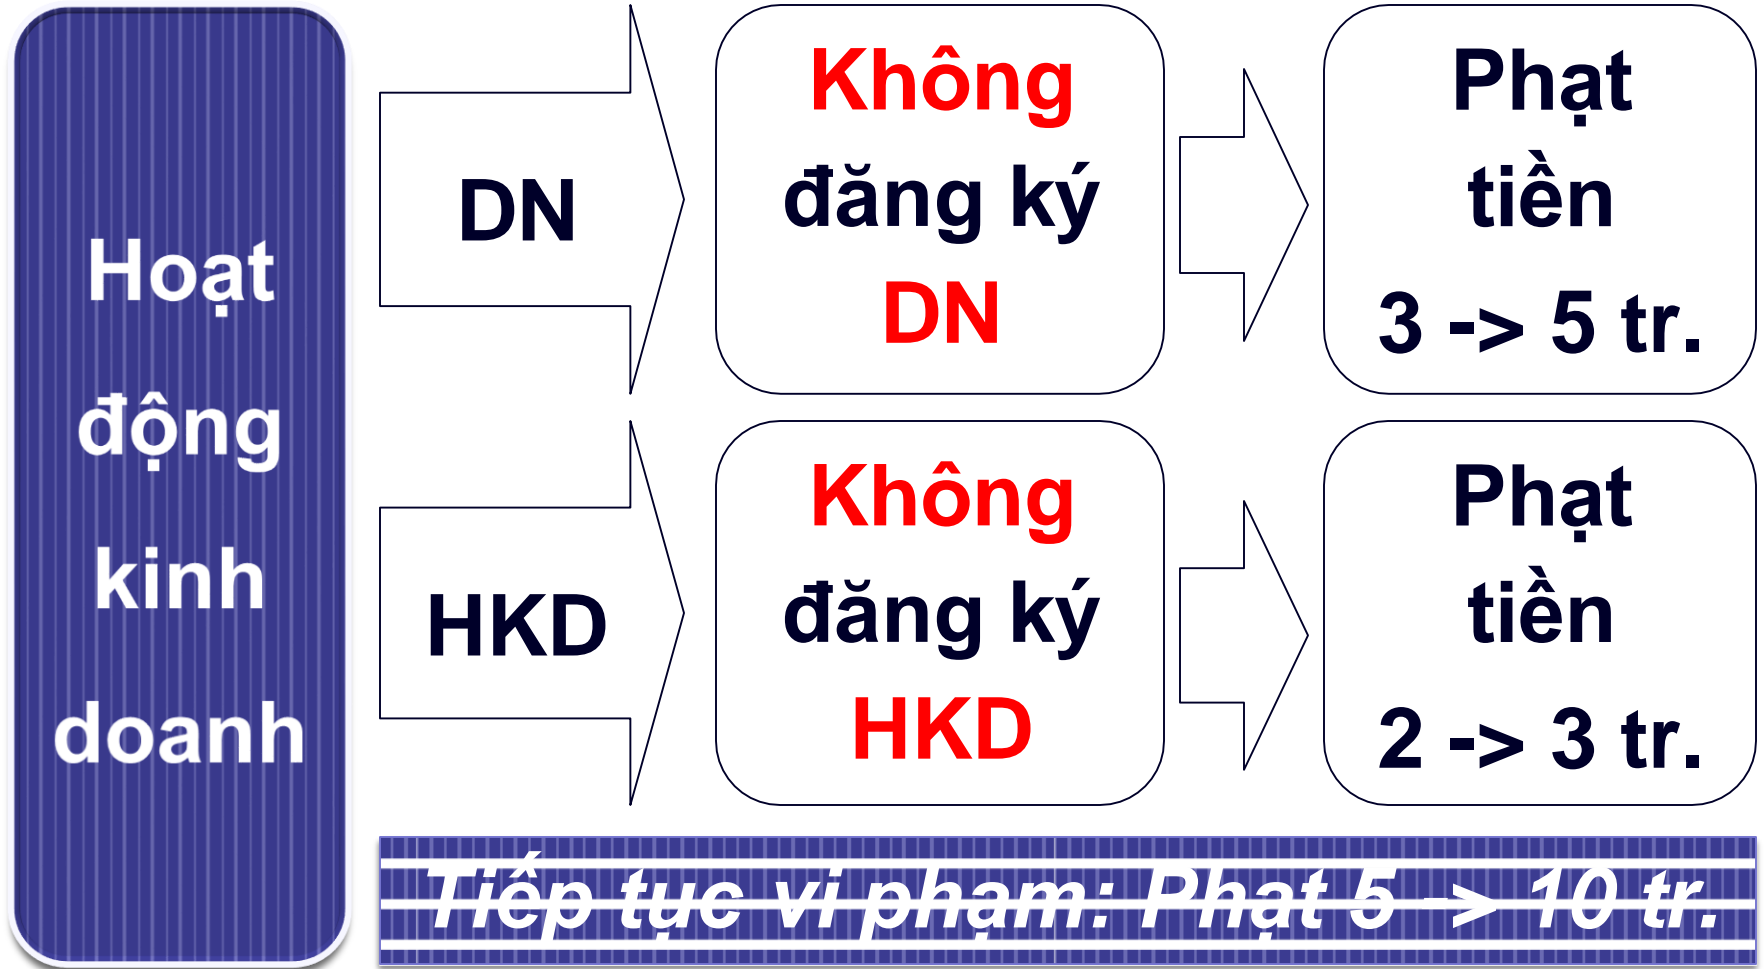 Hoạt
động
kinh
doanh
DN
Không
đăng ký
DN
Phạt
tiền
3 -> 5 tr.
HKD
Không
đăng ký
HKD
Phạt
tiền
2 -> 3 tr.
Tiếp tục vi phạm: Phạt 5 -> 10 tr.